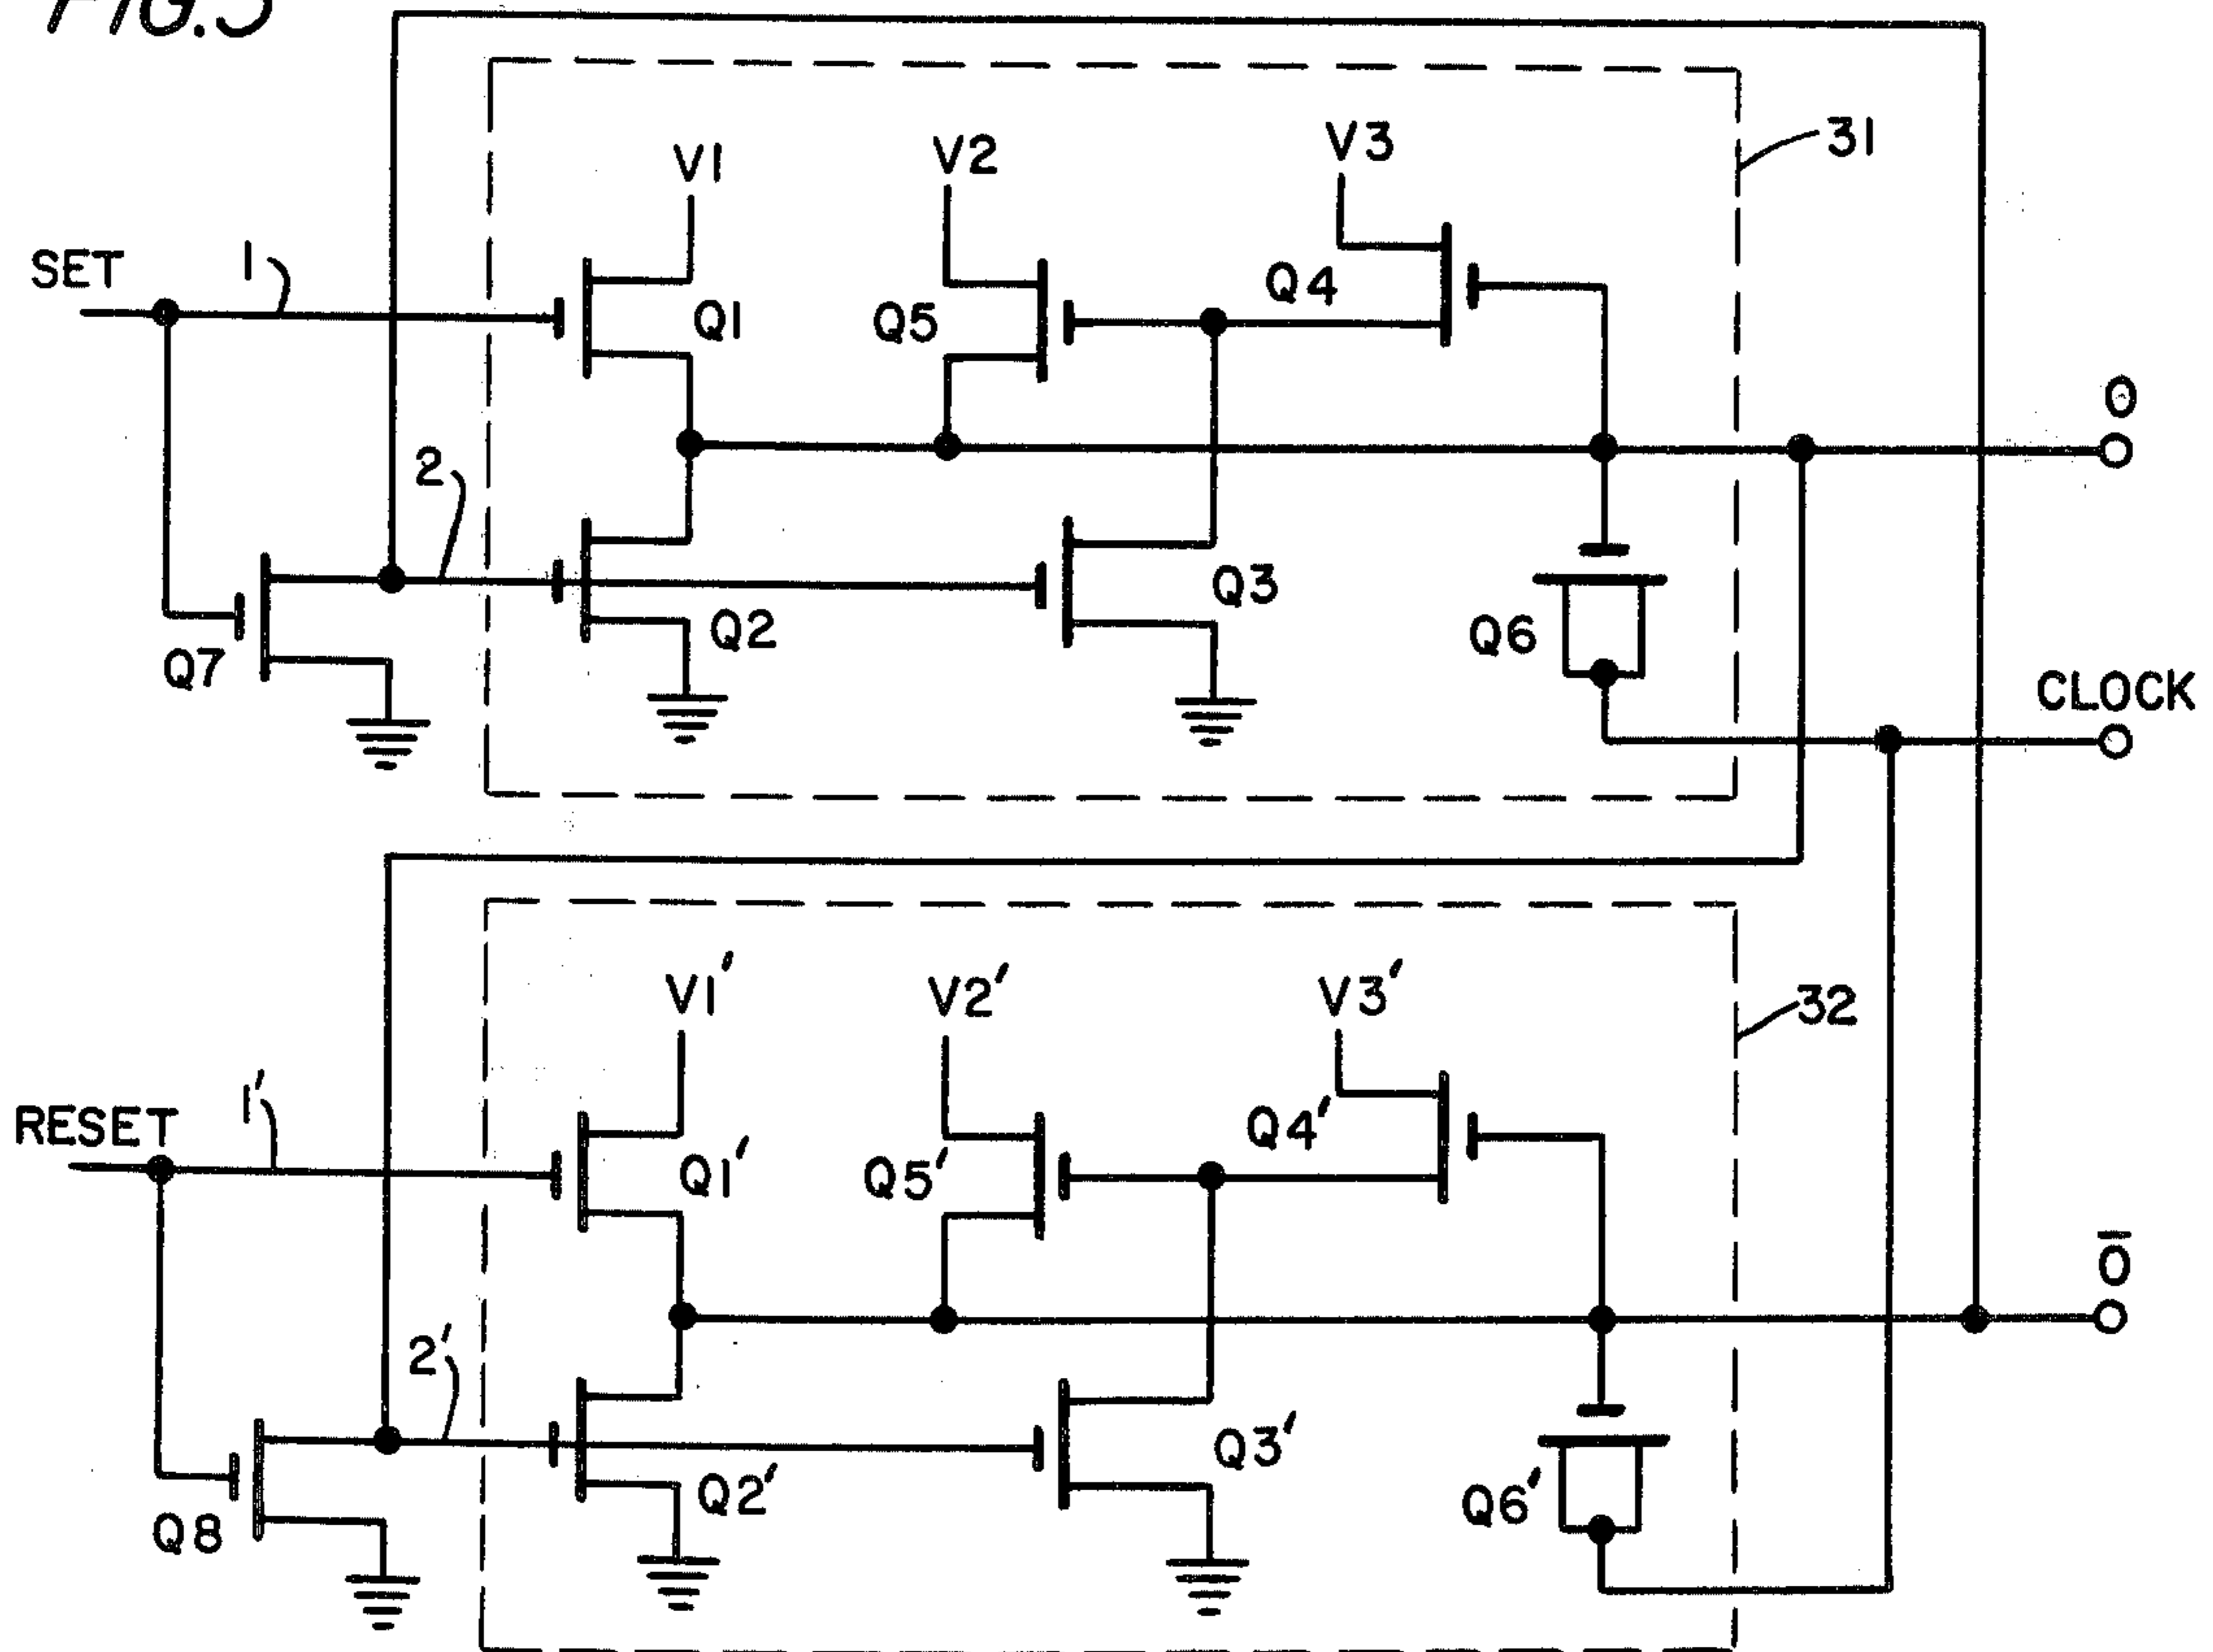 FIG.5
V1
V2
V3
31
SET
1
Q1
Q5
Q4
O
2
Q2
Q3
Q6
Q7
CLOCK
V1'
V2'
V3'
32
RESET
1'
Q1'
Q5'
Q4'
O̅
2'
Q2'
Q3'
Q6'
Q8